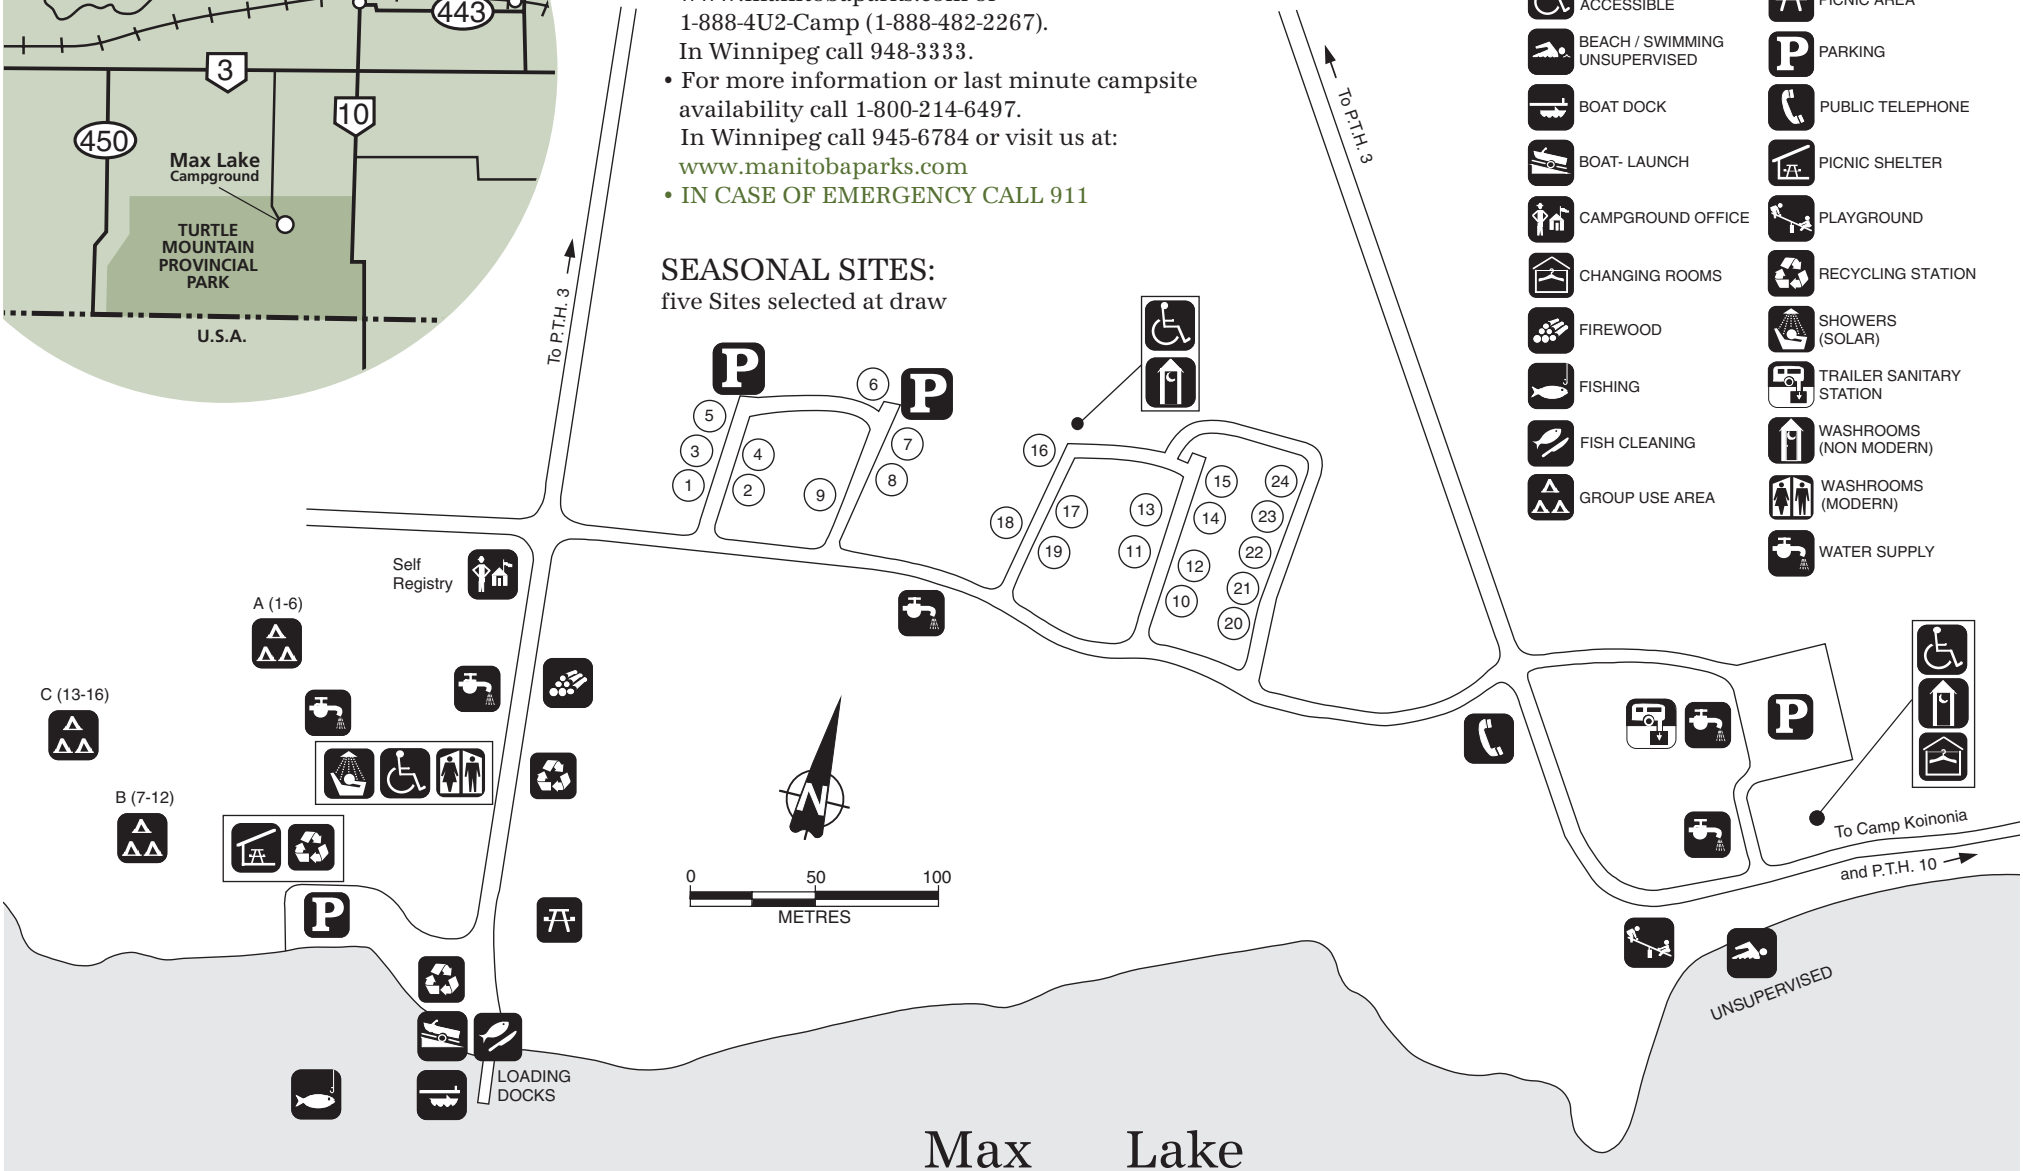 443
3
10
450
Max Lake
Campground
TURTLE
MOUNTAIN
PROVINCIAL
PARK
U.S.A.
1-888-4U2-Camp (1-888-482-2267).
In Winnipeg call 948-3333.
• For more information or last minute campsite
availability call 1-800-214-6497.
In Winnipeg call 945-6784 or visit us at:
www.manitobaparks.com
• IN CASE OF EMERGENCY CALL 911
SEASONAL SITES:
five Sites selected at draw
To P.T.H. 3
To P.T.H. 3
ACCESSIBLE
BEACH / SWIMMING
UNSUPERVISED
BOAT DOCK
BOAT- LAUNCH
CAMPGROUND OFFICE
CHANGING ROOMS
FIREWOOD
FISHING
FISH CLEANING
GROUP USE AREA
PICNIC AREA
P PARKING
PUBLIC TELEPHONE
PICNIC SHELTER
PLAYGROUND
RECYCLING STATION
SHOWERS
(SOLAR)
TRAILER SANITARY
STATION
WASHROOMS
(NON MODERN)
WASHROOMS
(MODERN)
WATER SUPPLY
P
P
5
3
1
4
2
9
6
7
8
16
18
17
19
13
11
15
14
12
10
24
23
22
21
20
Self
Registry
A (1-6)
C (13-16)
B (7-12)
P
N
0 50 100
METRES
P
To Camp Koinonia
and P.T.H. 10
UNSUPERVISED
LOADING
DOCKS
Max Lake